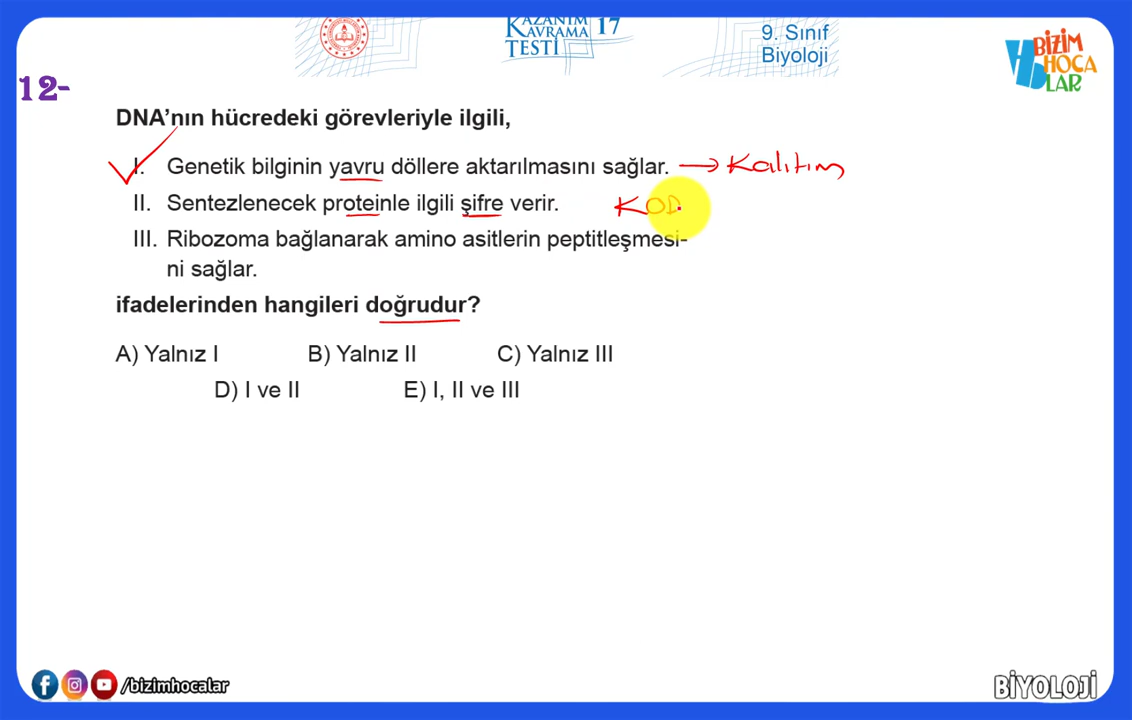 KAZANIM
KAVRAMA 17
TESTİ
9. Sınıf
Biyoloji
BİZİM
HOCA
LAR
12-
DNA’nın hücredeki görevleriyle ilgili,
I. Genetik bilginin yavru döllere aktarılmasını sağlar. → Kalıtım
II. Sentezlenecek proteinle ilgili şifre verir. KOD
III. Ribozoma bağlanarak amino asitlerin peptitleşmesi-
ni sağlar.
ifadelerinden hangileri doğrudur?
A) Yalnız I B) Yalnız II C) Yalnız III
D) I ve II E) I, II ve III
/bizimhocalar
BİYOLOJİ